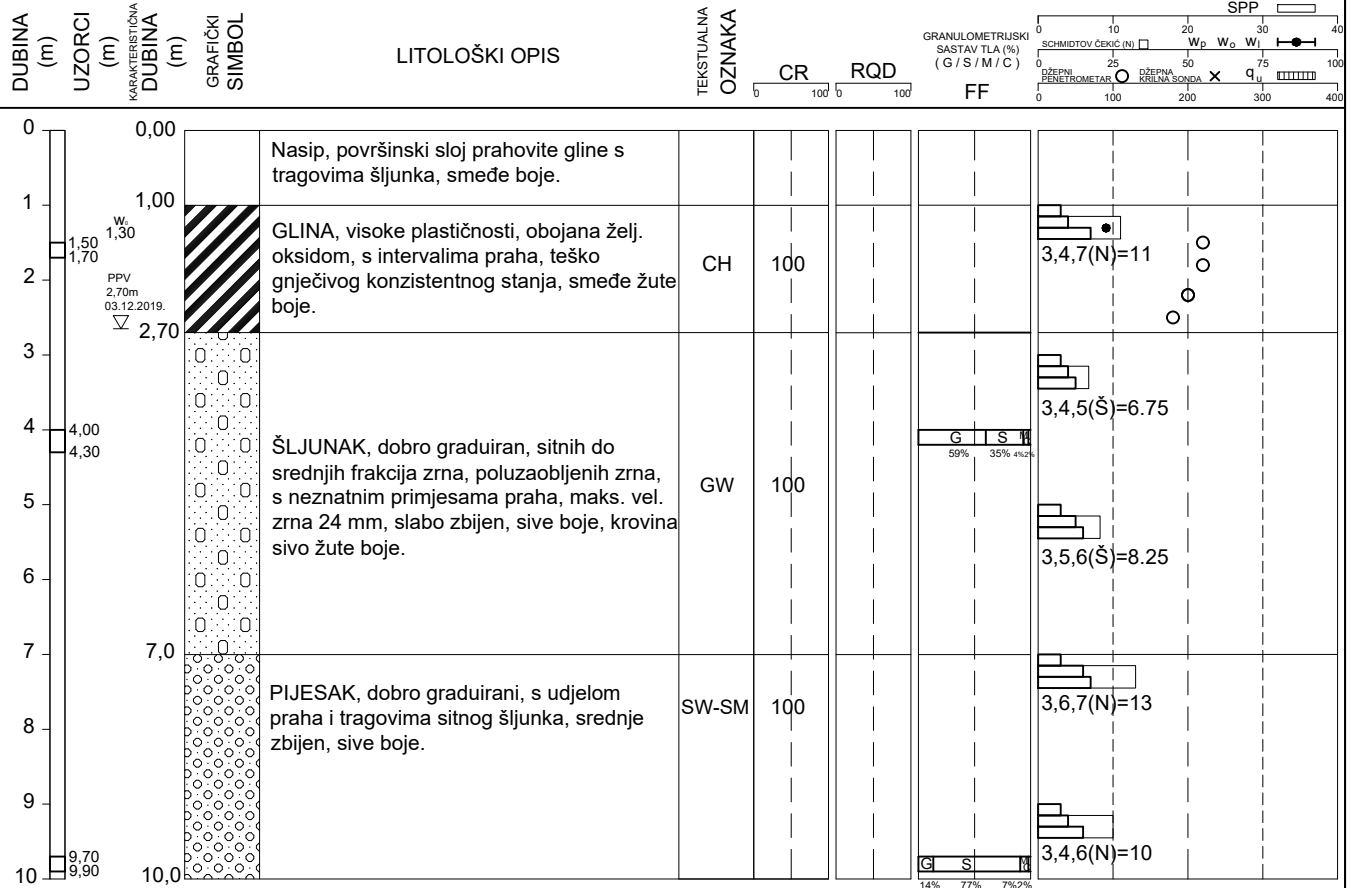 DUBINA (m)
UZORCI (m)
KARAKTERISTIČNA DUBINA (m)
GRAFIČKI SIMBOL
LITOLOŠKI OPIS
TEKSTUALNA OZNAKA
CR
0 100
RQD
0 100
GRANULOMETRIJSKI
SASTAV TLA (%)
( G / S / M / C )
FF
SPP
0 10 20 30 40
SCHMIDTOV ČEKIĆ (N) Wp Wo Wl
0 25 50 75 100
DŽEPNI PENETROMETAR DŽEPNA KRILNA SONDA qu
0 100 200 300 400
0
1
2
3
4
5
6
7
8
9
10
1,50
1,70
4,00
4,30
9,70
9,90
0,00
1,00
W₀
1,30
PPV
2,70m
03.12.2019.
2,70
7,0
10,0
Nasip, površinski sloj prahovite gline s
tragovima šljunka, smeđe boje.
GLINA, visoke plastičnosti, obojana želj.
oksidom, s intervalima praha, teško
gnječivog konzistentnog stanja, smeđe žute
boje.
CH
100
3,4,7(N)=11
3,4,5(Š)=6.75
ŠLJUNAK, dobro graduiran, sitnih do
srednjih frakcija zrna, poluzaobljenih zrna,
s neznatnim primjesama praha, maks. vel.
zrna 24 mm, slabo zbijen, sive boje, krovina
sivo žute boje.
GW
100
G S
59% 35% 4%2%
3,5,6(Š)=8.25
PIJESAK, dobro graduirani, s udjelom
praha i tragovima sitnog šljunka, srednje
zbijen, sive boje.
SW-SM
100
3,6,7(N)=13
3,4,6(N)=10
G S
14% 77% 7%2%